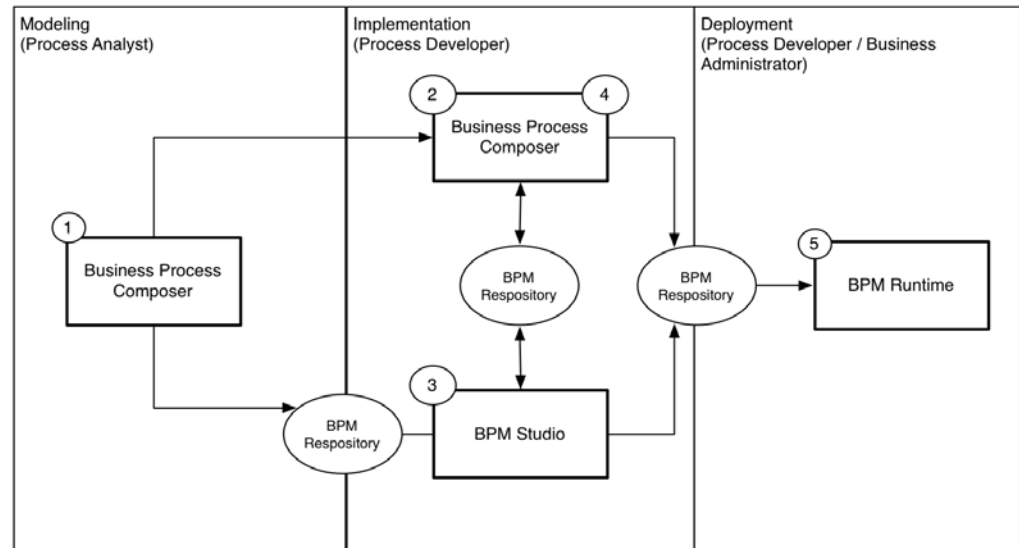 Modeling
(Process Analyst)
Implementation
(Process Developer)
Deployment
(Process Developer / Business
Administrator)
2
4
Business Process
Composer
1
Business Process
Composer
BPM
Respository
BPM
Respository
5
BPM Runtime
3
BPM
Respository
BPM Studio